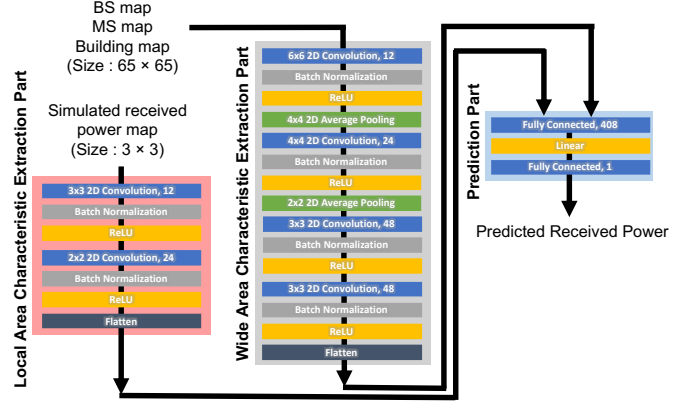 BS map
MS map
Building map
(Size : 65 × 65)
Simulated received
power map
(Size : 3 × 3)
Local Area Characteristic Extraction Part
3x3 2D Convolution, 12
Batch Normalization
ReLU
2x2 2D Convolution, 24
Batch Normalization
ReLU
Flatten
Wide Area Characteristic Extraction Part
6x6 2D Convolution, 12
Batch Normalization
ReLU
4x4 2D Average Pooling
4x4 2D Convolution, 24
Batch Normalization
ReLU
2x2 2D Average Pooling
3x3 2D Convolution, 48
Batch Normalization
ReLU
3x3 2D Convolution, 48
Batch Normalization
ReLU
Flatten
Prediction Part
Fully Connected, 408
Linear
Fully Connected, 1
Predicted Received Power